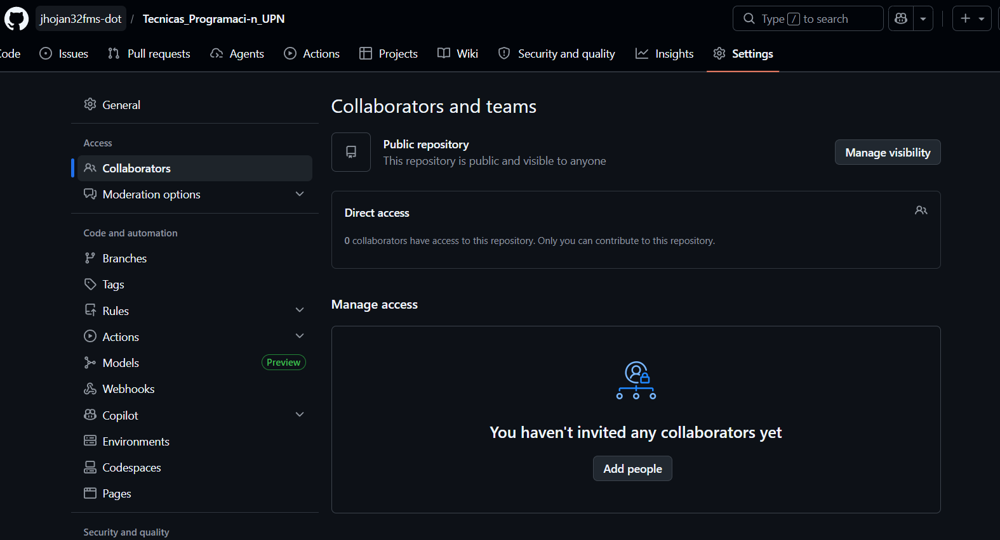 jhojan32fms-dot / Tecnicas_Programaci-n_UPN
Type / to search
ode Issues Pull requests Agents Actions Projects Wiki Security and quality Insights Settings
General
Access
Collaborators
Moderation options
Code and automation
Branches
Tags
Rules
Actions
Models Preview
Webhooks
Copilot
Environments
Codespaces
Pages
Security and quality
Collaborators and teams
Public repository
This repository is public and visible to anyone
Manage visibility
Direct access
0 collaborators have access to this repository. Only you can contribute to this repository.
Manage access
You haven't invited any collaborators yet
Add people